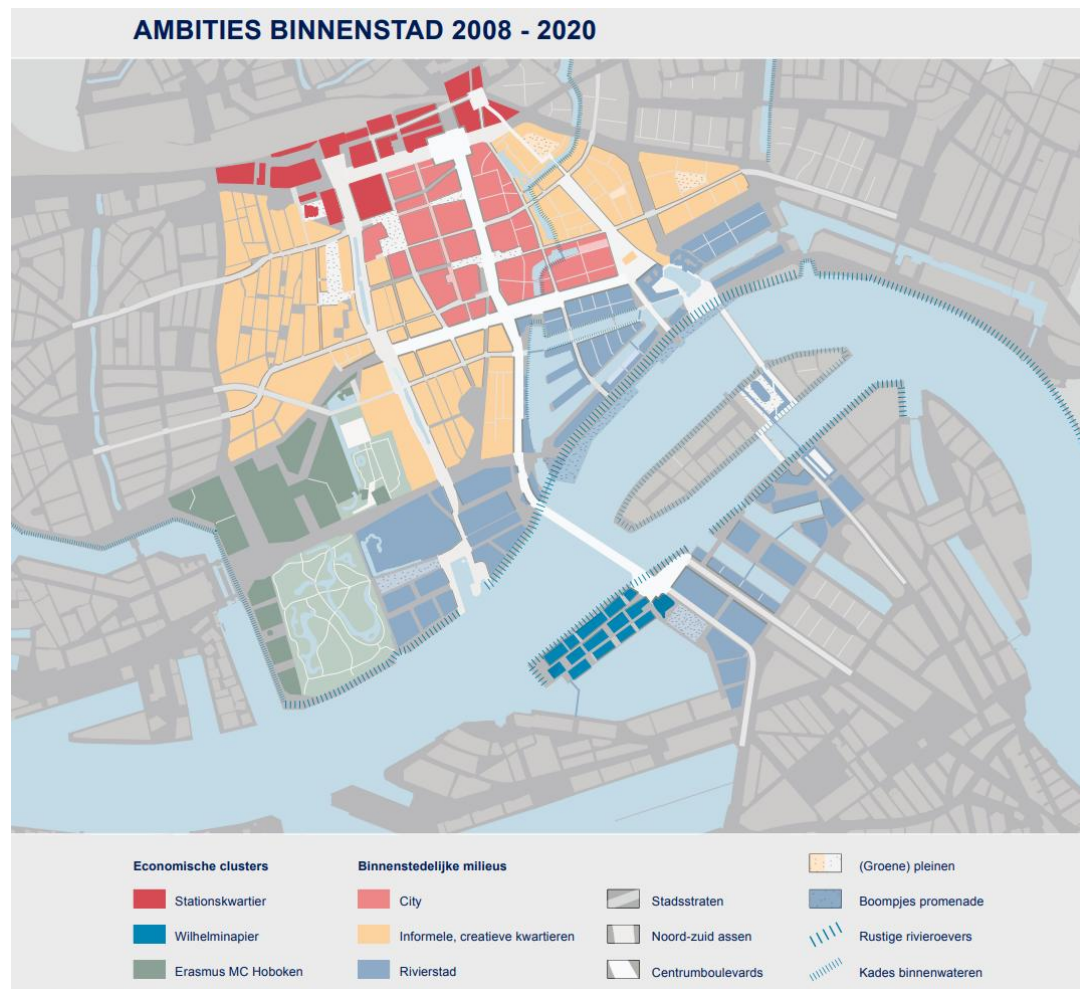 AMBITIES BINNENSTAD 2008 - 2020
Economische clusters
Stationskwartier
Wilhelminapier
Erasmus MC Hoboken
Binnenstedelijke milieus
City
Informele, creatieve kwartieren
Rivierstad
Stadsstraten
Noord-zuid assen
Centrumboulevards
(Groene) pleinen
Boompjes promenade
Rustige rivieroevers
Kades binnenwateren